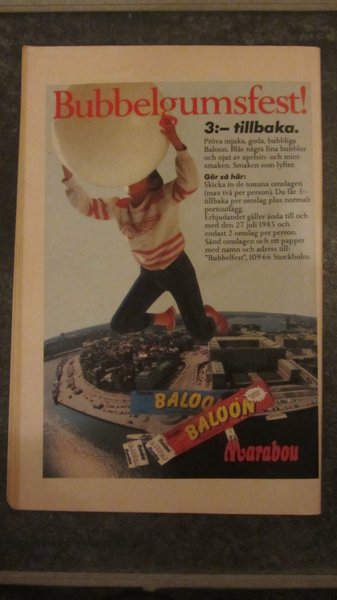 Bubbelgumsfest!
3:– tillbaka.
Pröva mjuka, goda, bubbliga
Baloon. Blås några fina bubblor
och njut av apelsin- och mint-
smaken. Smaken som lyfter.
Gör så här:
Skicka in de tomma omslagen
(max två per person). Du får 3:–
tillbaka per omslag plus normalt
portoutlägg.
Erbjudandet gäller ända till och
med den 27 juli 1985 och
endast 2 omslag per person.
Sänd omslagen och ett papper
med namn och adress till:
"Bubbelfest", 109 66 Stockholm.
BALOON
BALOON
Marabou